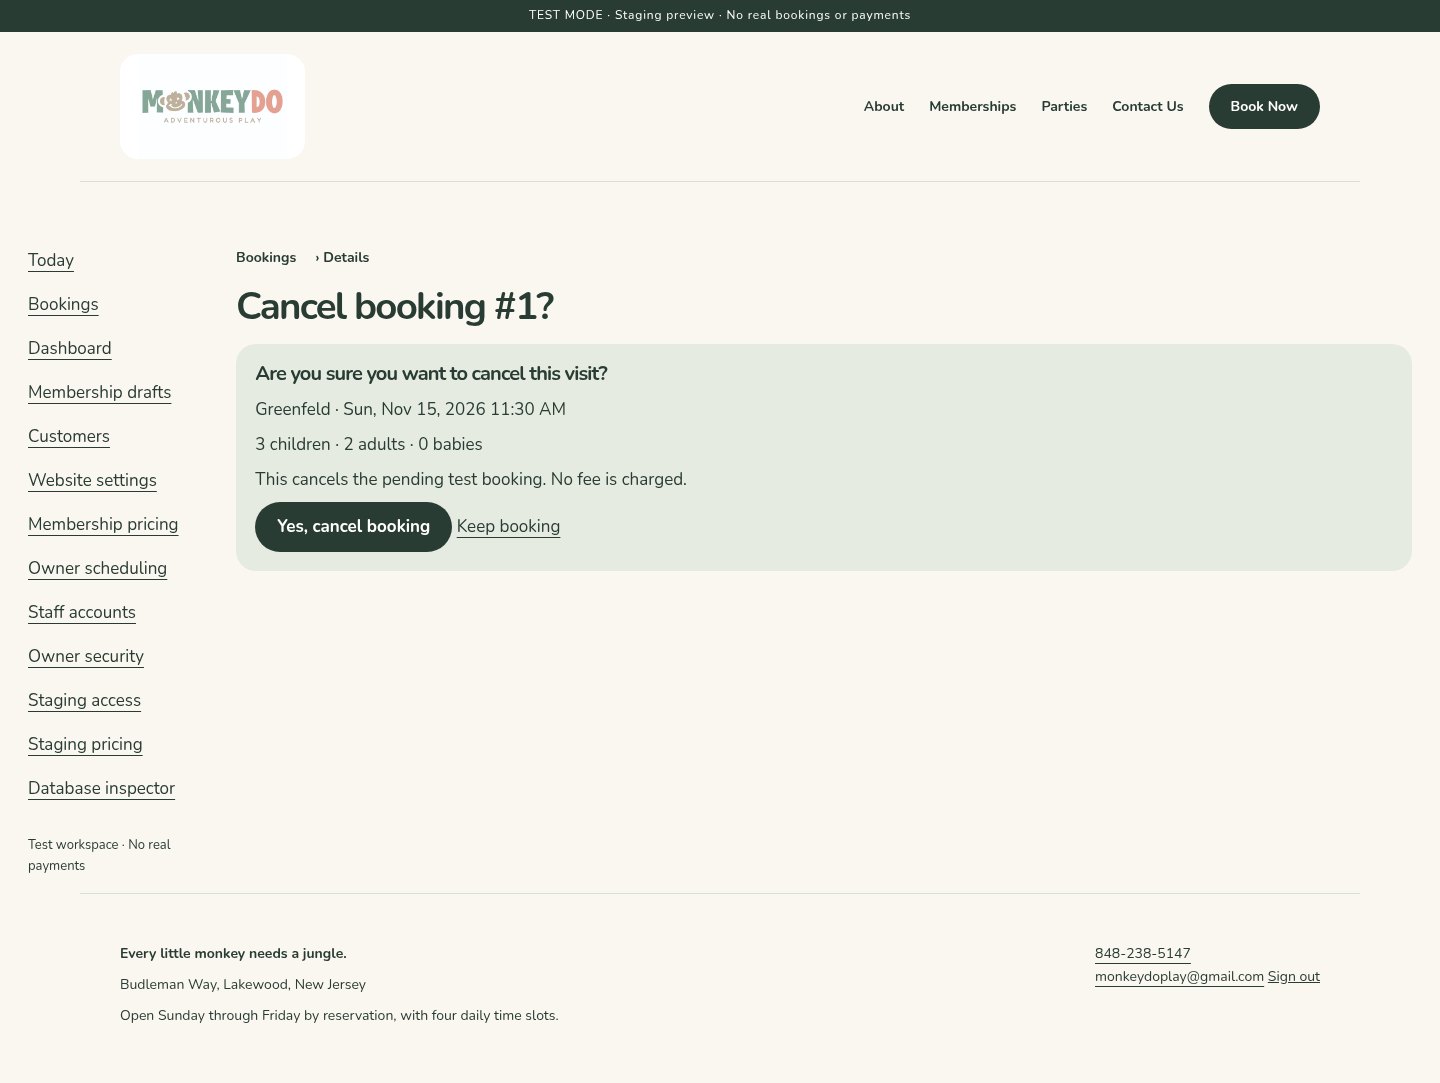 TEST MODE · Staging preview · No real bookings or payments
MONKEYDO
ADVENTUROUS PLAY
About Memberships Parties Contact Us Book Now
Today
Bookings
Dashboard
Membership drafts
Customers
Website settings
Membership pricing
Owner scheduling
Staff accounts
Owner security
Staging access
Staging pricing
Database inspector
Test workspace · No real
payments
Bookings › Details
Cancel booking #1?
Are you sure you want to cancel this visit?
Greenfeld · Sun, Nov 15, 2026 11:30 AM
3 children · 2 adults · 0 babies
This cancels the pending test booking. No fee is charged.
Yes, cancel booking Keep booking
Every little monkey needs a jungle.
Budleman Way, Lakewood, New Jersey
Open Sunday through Friday by reservation, with four daily time slots.
848-238-5147
monkeydoplay@gmail.com Sign out